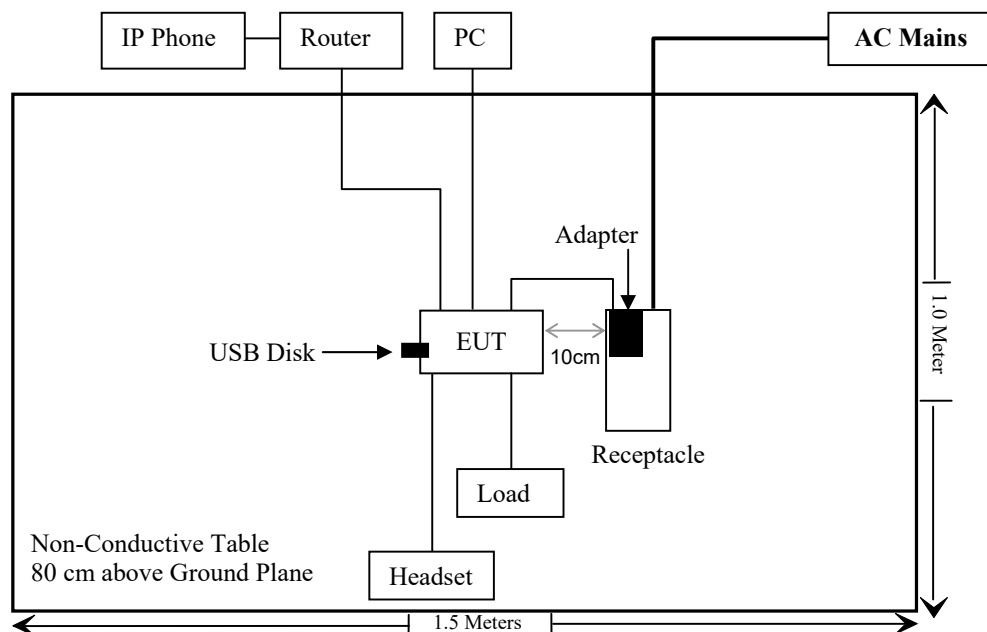 IP Phone
Router
PC
AC Mains
Adapter
EUT
USB Disk
10cm
1.0 Meter
Receptacle
Load
Non-Conductive Table
80 cm above Ground Plane
Headset
1.5 Meters